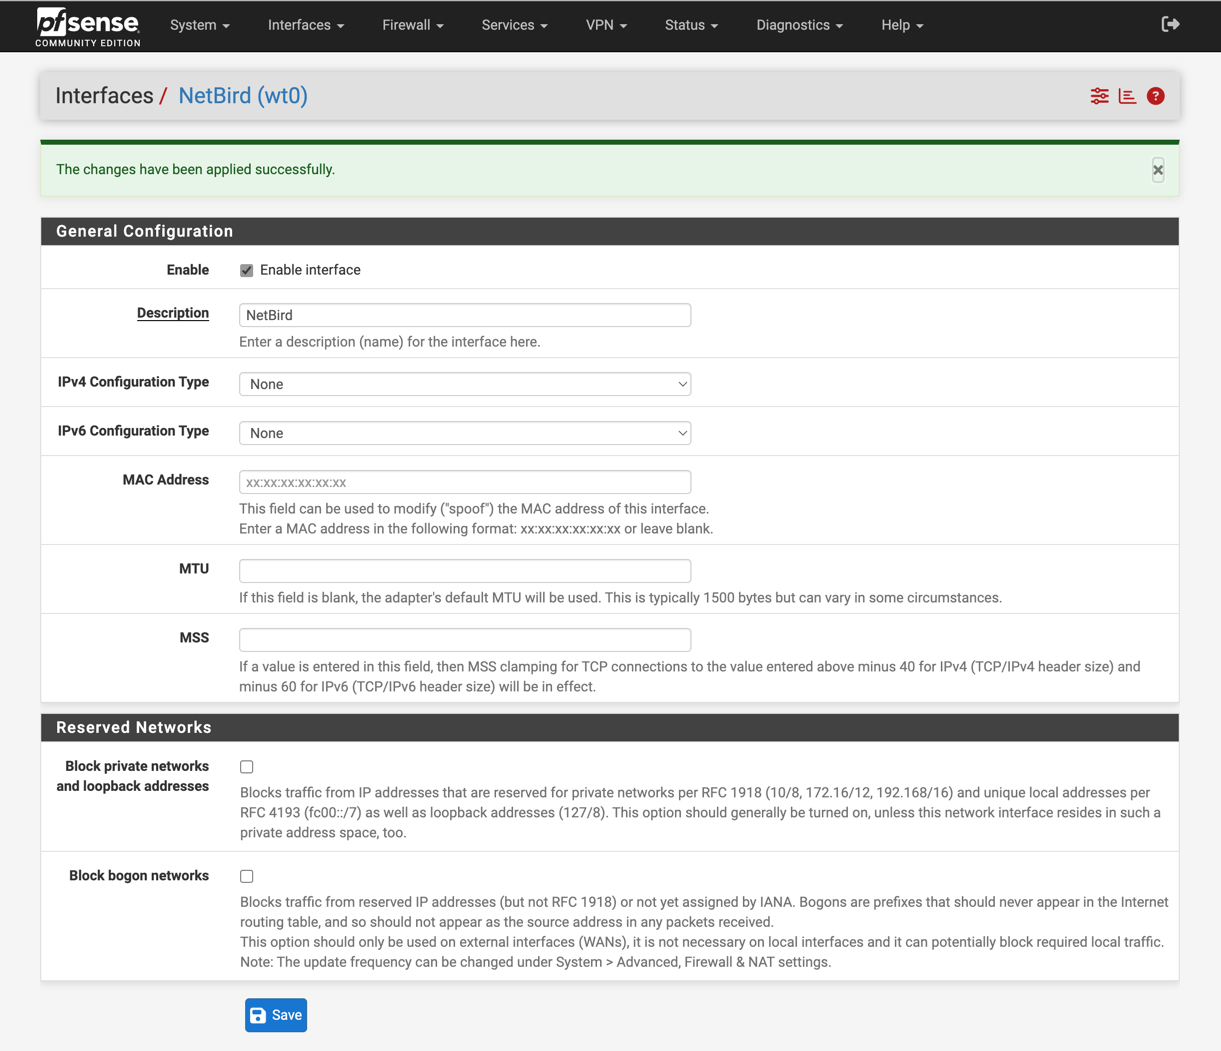 pfsense
COMMUNITY EDITION
System
Interfaces
Firewall
Services
VPN
Status
Diagnostics
Help
Interfaces / NetBird (wt0)
?
The changes have been applied successfully.
×
General Configuration
Enable
Enable interface
Description
NetBird
Enter a description (name) for the interface here.
IPv4 Configuration Type
None
IPv6 Configuration Type
None
MAC Address
xx:xx:xx:xx:xx:xx
This field can be used to modify ("spoof") the MAC address of this interface.
Enter a MAC address in the following format: xx:xx:xx:xx:xx:xx or leave blank.
MTU
If this field is blank, the adapter's default MTU will be used. This is typically 1500 bytes but can vary in some circumstances.
MSS
If a value is entered in this field, then MSS clamping for TCP connections to the value entered above minus 40 for IPv4 (TCP/IPv4 header size) and
minus 60 for IPv6 (TCP/IPv6 header size) will be in effect.
Reserved Networks
Block private networks
and loopback addresses
Blocks traffic from IP addresses that are reserved for private networks per RFC 1918 (10/8, 172.16/12, 192.168/16) and unique local addresses per
RFC 4193 (fc00::/7) as well as loopback addresses (127/8). This option should generally be turned on, unless this network interface resides in such a
private address space, too.
Block bogon networks
Blocks traffic from reserved IP addresses (but not RFC 1918) or not yet assigned by IANA. Bogons are prefixes that should never appear in the Internet
routing table, and so should not appear as the source address in any packets received.
This option should only be used on external interfaces (WANs), it is not necessary on local interfaces and it can potentially block required local traffic.
Note: The update frequency can be changed under System > Advanced, Firewall & NAT settings.
Save